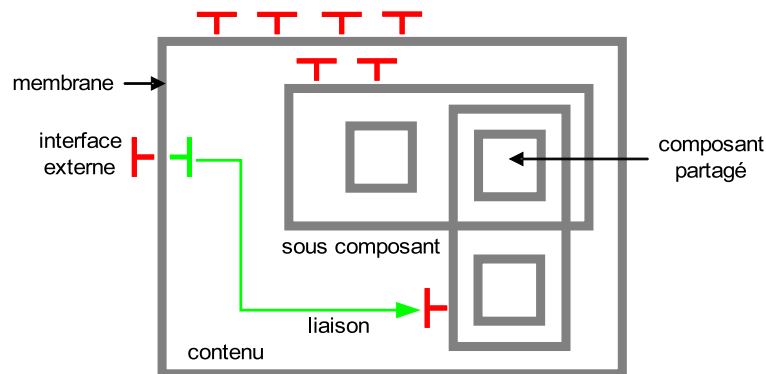 membrane
interface
externe
composant
partagé
sous composant
liaison
contenu